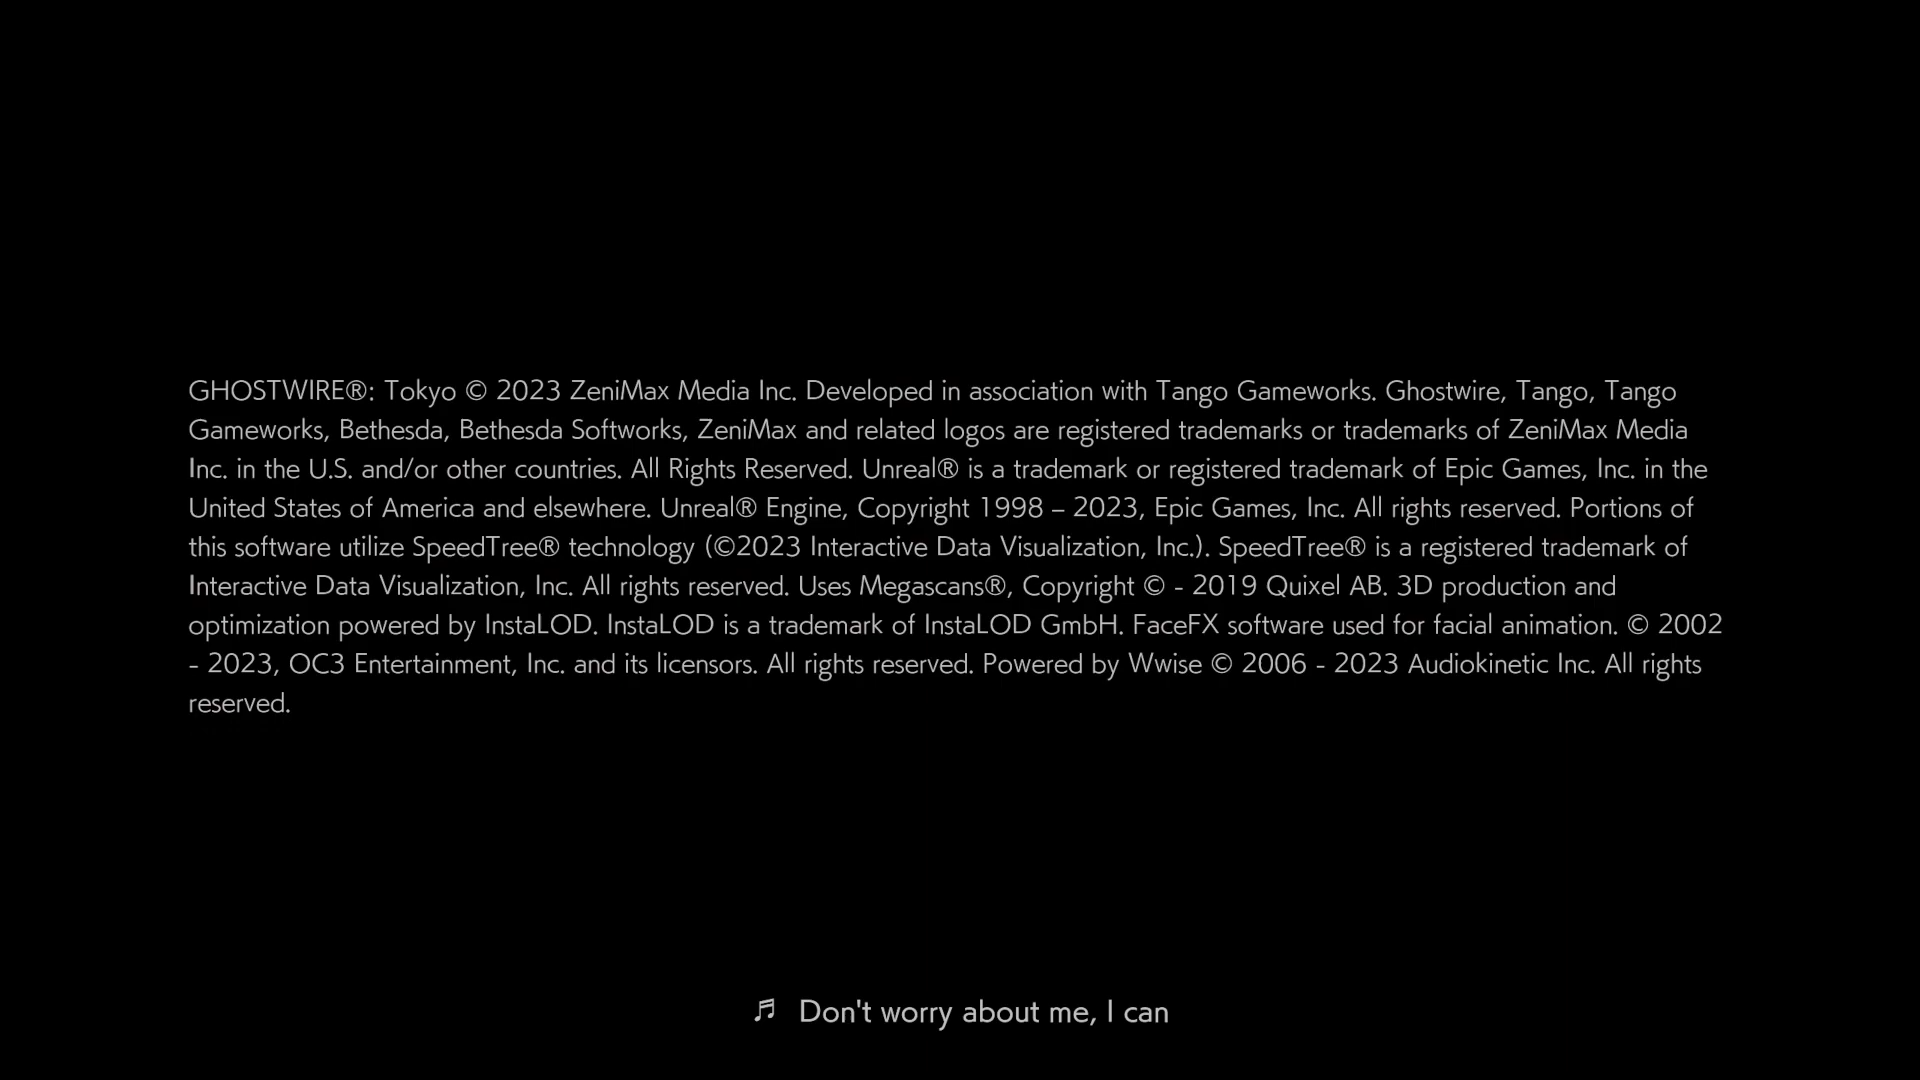 GHOSTWIRE®: Tokyo © 2023 ZeniMax Media Inc. Developed in association with Tango Gameworks. Ghostwire, Tango, Tango
Gameworks, Bethesda, Bethesda Softworks, ZeniMax and related logos are registered trademarks or trademarks of ZeniMax Media
Inc. in the U.S. and/or other countries. All Rights Reserved. Unreal® is a trademark or registered trademark of Epic Games, Inc. in the
United States of America and elsewhere. Unreal® Engine, Copyright 1998 – 2023, Epic Games, Inc. All rights reserved. Portions of
this software utilize SpeedTree® technology (©2023 Interactive Data Visualization, Inc.). SpeedTree® is a registered trademark of
Interactive Data Visualization, Inc. All rights reserved. Uses Megascans®, Copyright © - 2019 Quixel AB. 3D production and
optimization powered by InstaLOD. InstaLOD is a trademark of InstaLOD GmbH. FaceFX software used for facial animation. © 2002
- 2023, OC3 Entertainment, Inc. and its licensors. All rights reserved. Powered by Wwise © 2006 - 2023 Audiokinetic Inc. All rights
reserved.
♬ Don't worry about me, I can